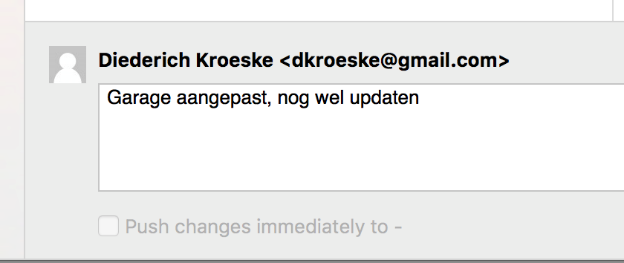 Diederich Kroeske <dkroeske@gmail.com>
Garage aangepast, nog wel updaten
Push changes immediately to -